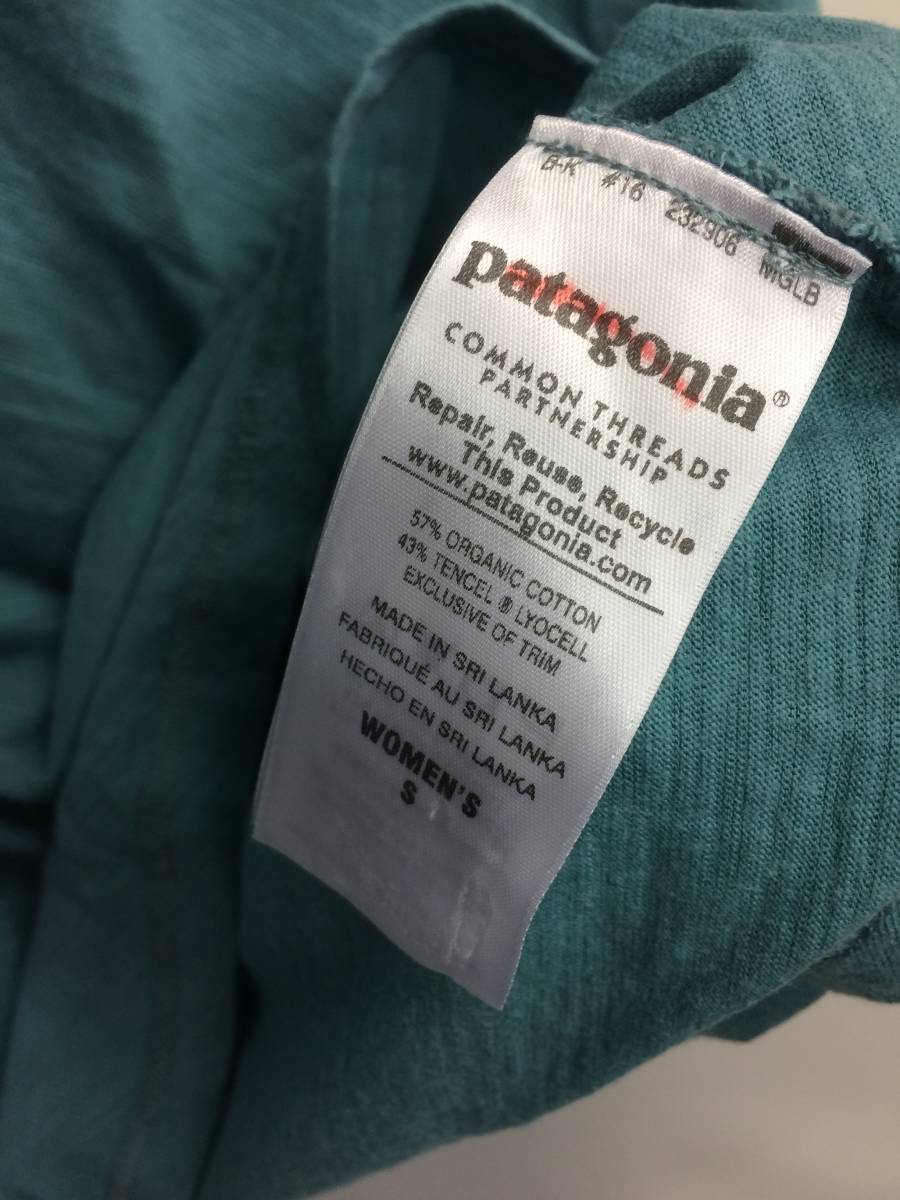 B-K #16 232906 MGLB
patagonia®
COMMON THREADS
PARTNERSHIP
Repair, Reuse, Recycle
This Product
www.patagonia.com
57% ORGANIC COTTON
43% TENCEL ® LYOCELL
EXCLUSIVE OF TRIM
MADE IN SRI LANKA
FABRIQUÉ AU SRI LANKA
HECHO EN SRI LANKA
WOMEN'S
S